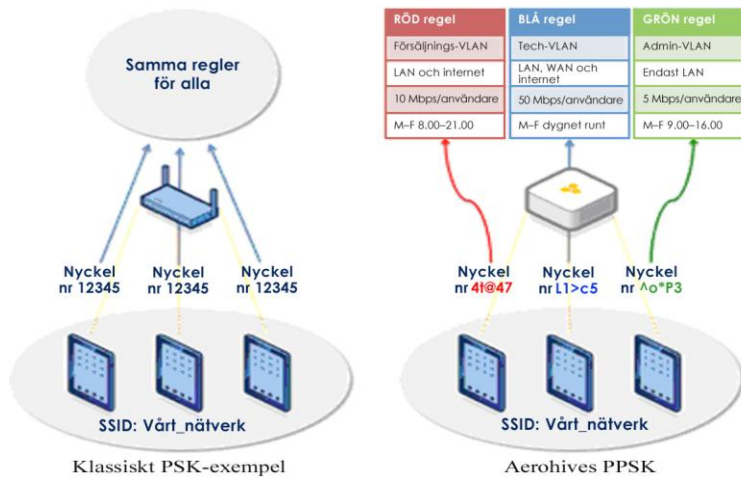 Samma regler
för alla
Nyckel
nr 12345
Nyckel
nr 12345
Nyckel
nr 12345
SSID: Vårt_nätverk
Klassiskt PSK-exempel
RÖD regel
Försäljnings-VLAN
LAN och internet
10 Mbps/användare
M–F 8.00–21.00
BLÅ regel
Tech-VLAN
LAN, WAN och
internet
50 Mbps/användare
M–F dygnet runt
GRÖN regel
Admin-VLAN
Endast LAN
5 Mbps/användare
M–F 9.00–16.00
Nyckel
nr 4t@47
Nyckel
nr L1>c5
Nyckel
nr ^o*P3
SSID: Vårt_nätverk
Aerohives PPSK